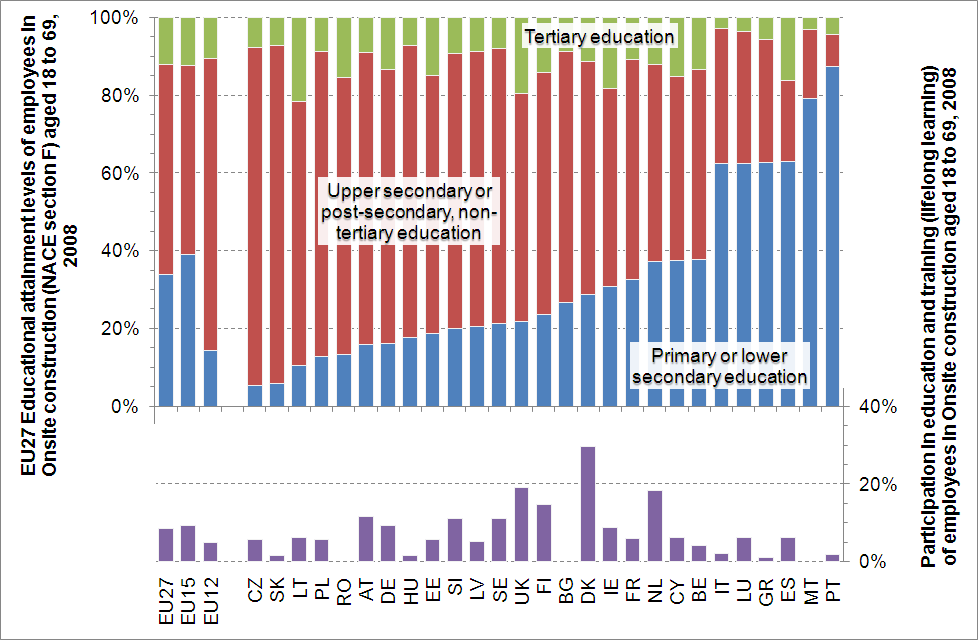 EU27 Educational attainment levels of employees in
Onsite construction (NACE section F) aged 18 to 69,
2008
100%
80%
60%
40%
20%
0%
Tertiary education
Upper secondary or
post-secondary, non-
tertiary education
Primary or lower
secondary education
40%
20%
0%
Participation in education and training (lifelong learning)
of employees in Onsite construction aged 18 to 69, 2008
EU27
EU15
EU12
CZ
SK
LT
PL
RO
AT
DE
HU
EE
SI
LV
SE
UK
FI
BG
DK
IE
FR
NL
CY
BE
IT
LU
GR
ES
MT
PT